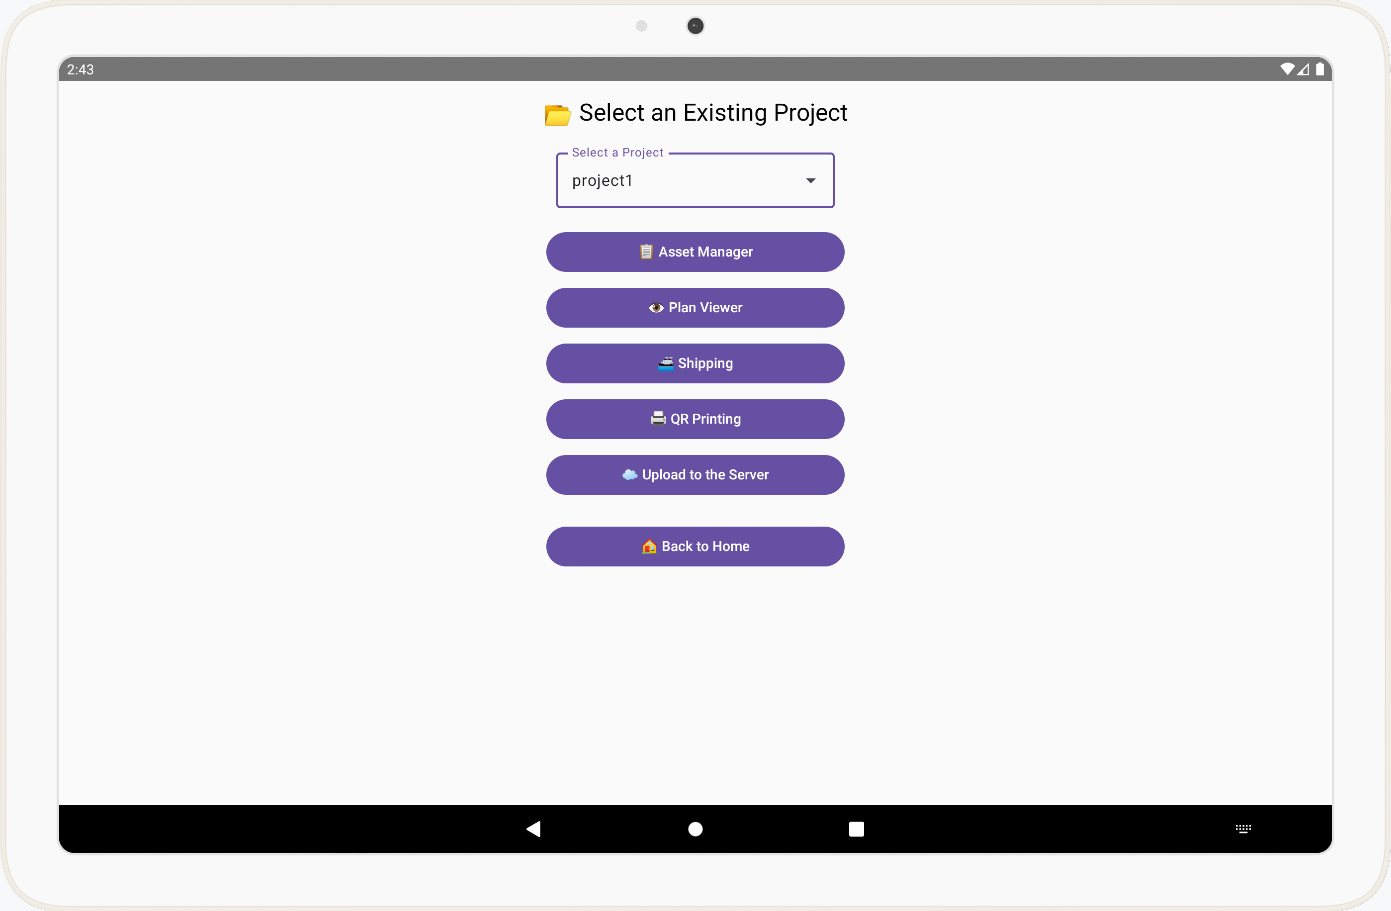 2:43
📂 Select an Existing Project
Select a Project
project1
📋 Asset Manager
👁️ Plan Viewer
🚢 Shipping
🖨️ QR Printing
☁️ Upload to the Server
🏠 Back to Home